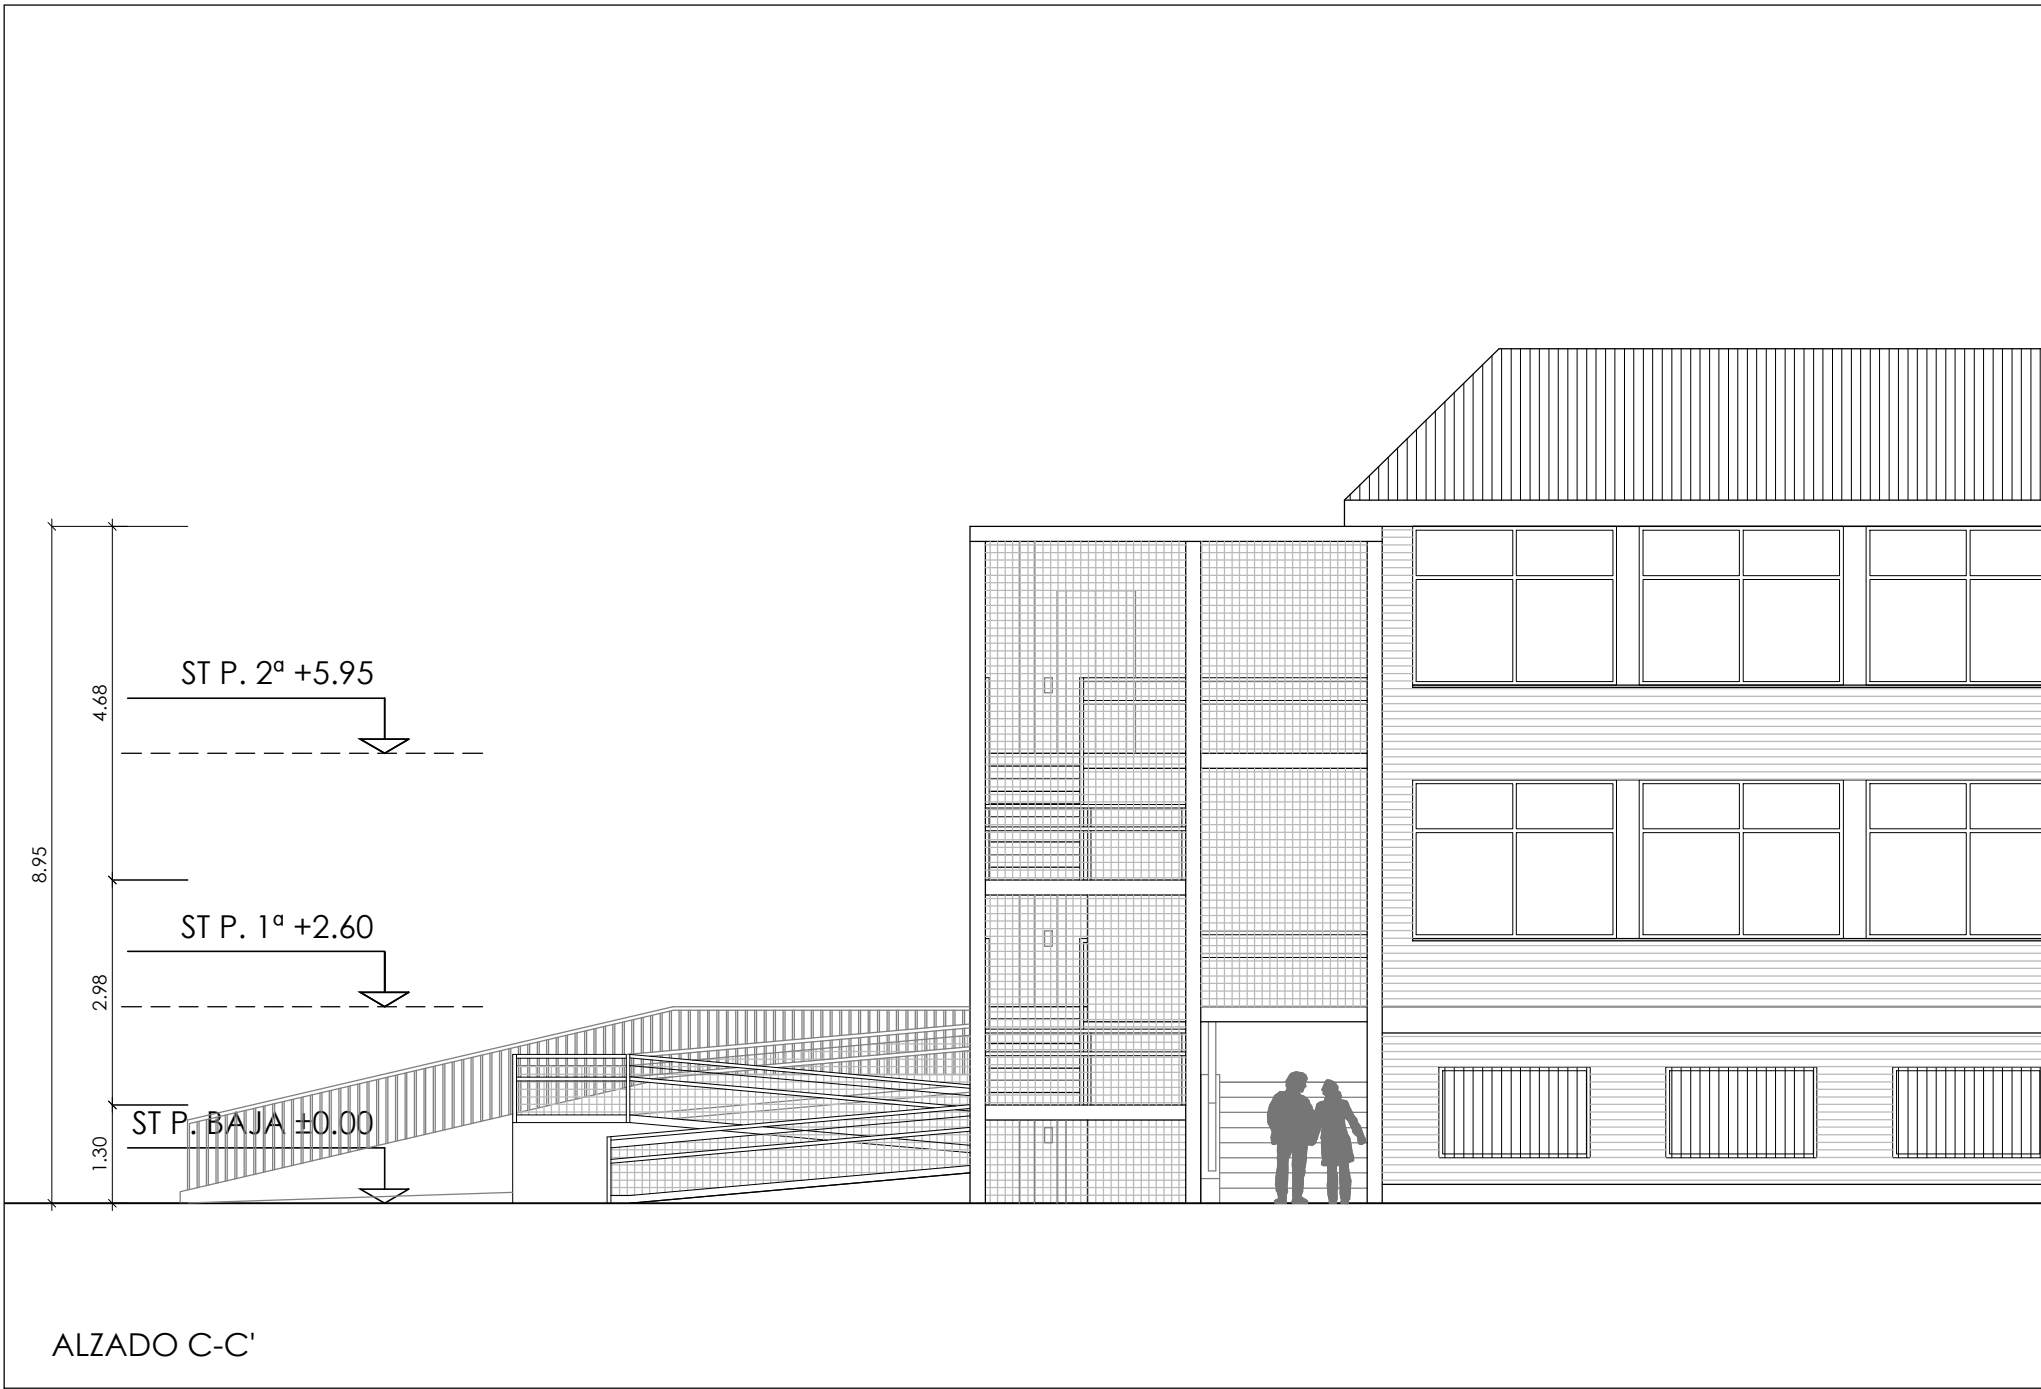 ST P. 2ª +5.95
4.68
8.95
ST P. 1ª +2.60
2.98
ST P. BAJA ±0.00
1.30
ALZADO C-C'